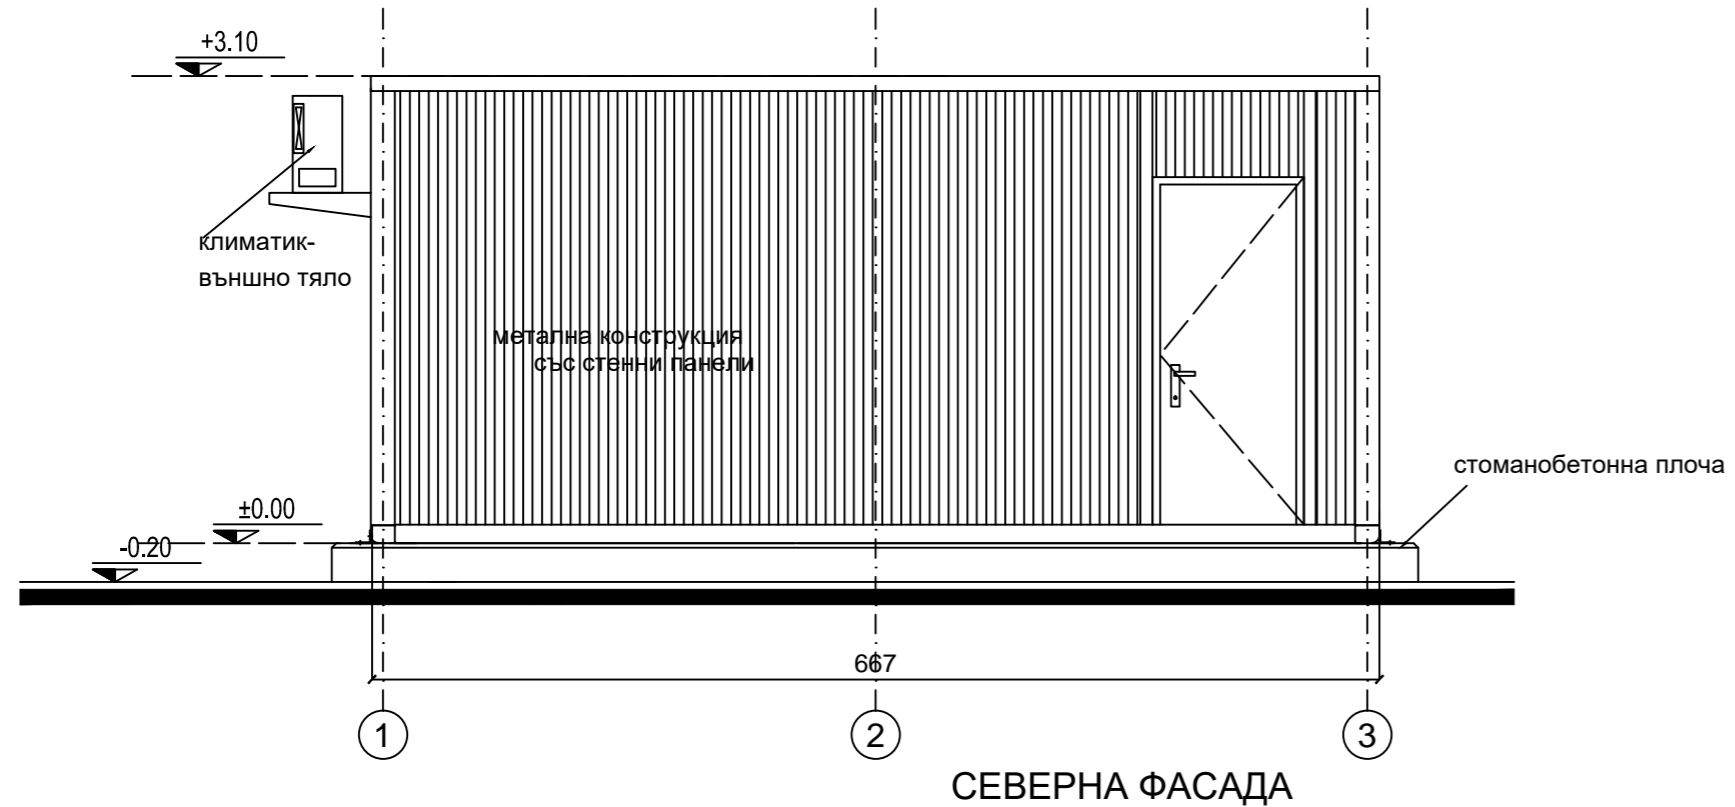 +3.10
климатик-
външно тяло
метална конструкция
със стенни панели
стоманобетонна плоча
±0.00
-0.20
667
1 2 3
СЕВЕРНА ФАСАДА